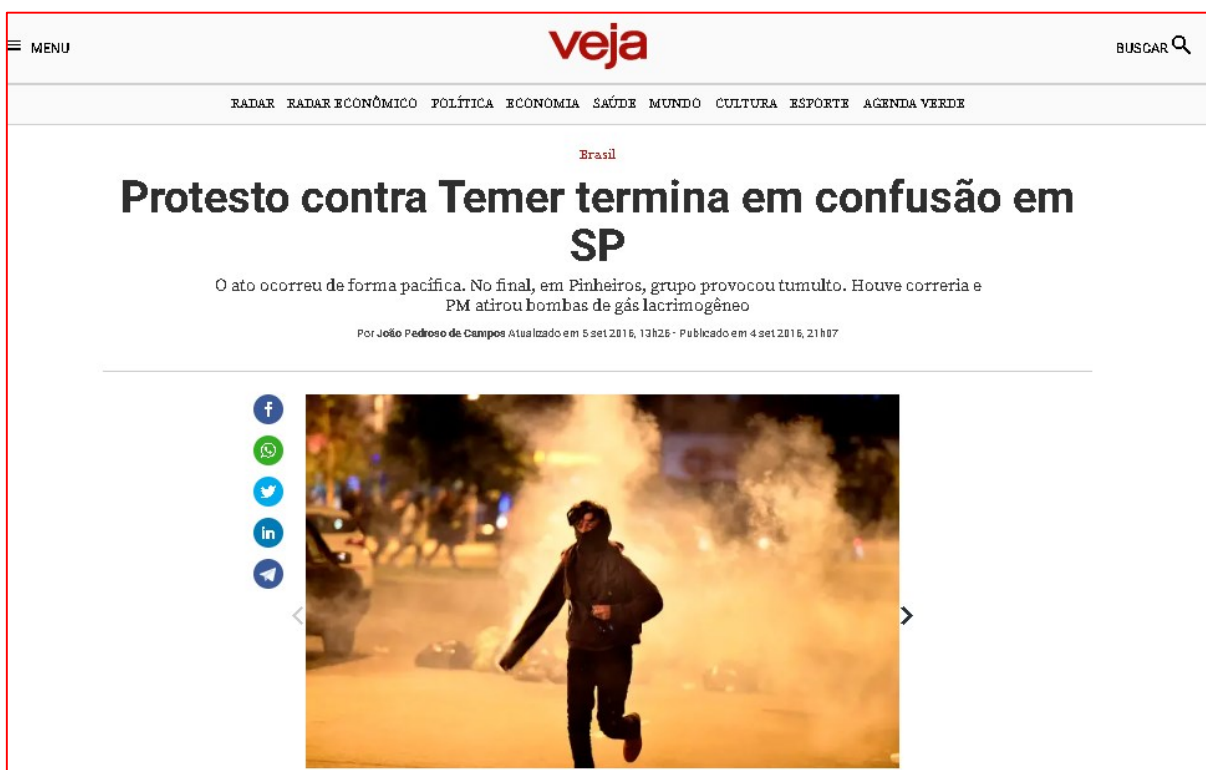 MENU
veja
BUSCAR
RADAR RADAR ECONÔMICO POLÍTICA ECONOMIA SAÚDE MUNDO CULTURA ESPORTE AGENDA VERDE
Brasil
Protesto contra Temer termina em confusão em
SP
O ato ocorreu de forma pacífica. No final, em Pinheiros, grupo provocou tumulto. Houve correria e
PM atirou bombas de gás lacrimogêneo
Por João Pedroso de Campos Atualizado em 5 set 2016, 13h26 - Publicado em 4 set 2016, 21h07
f
in